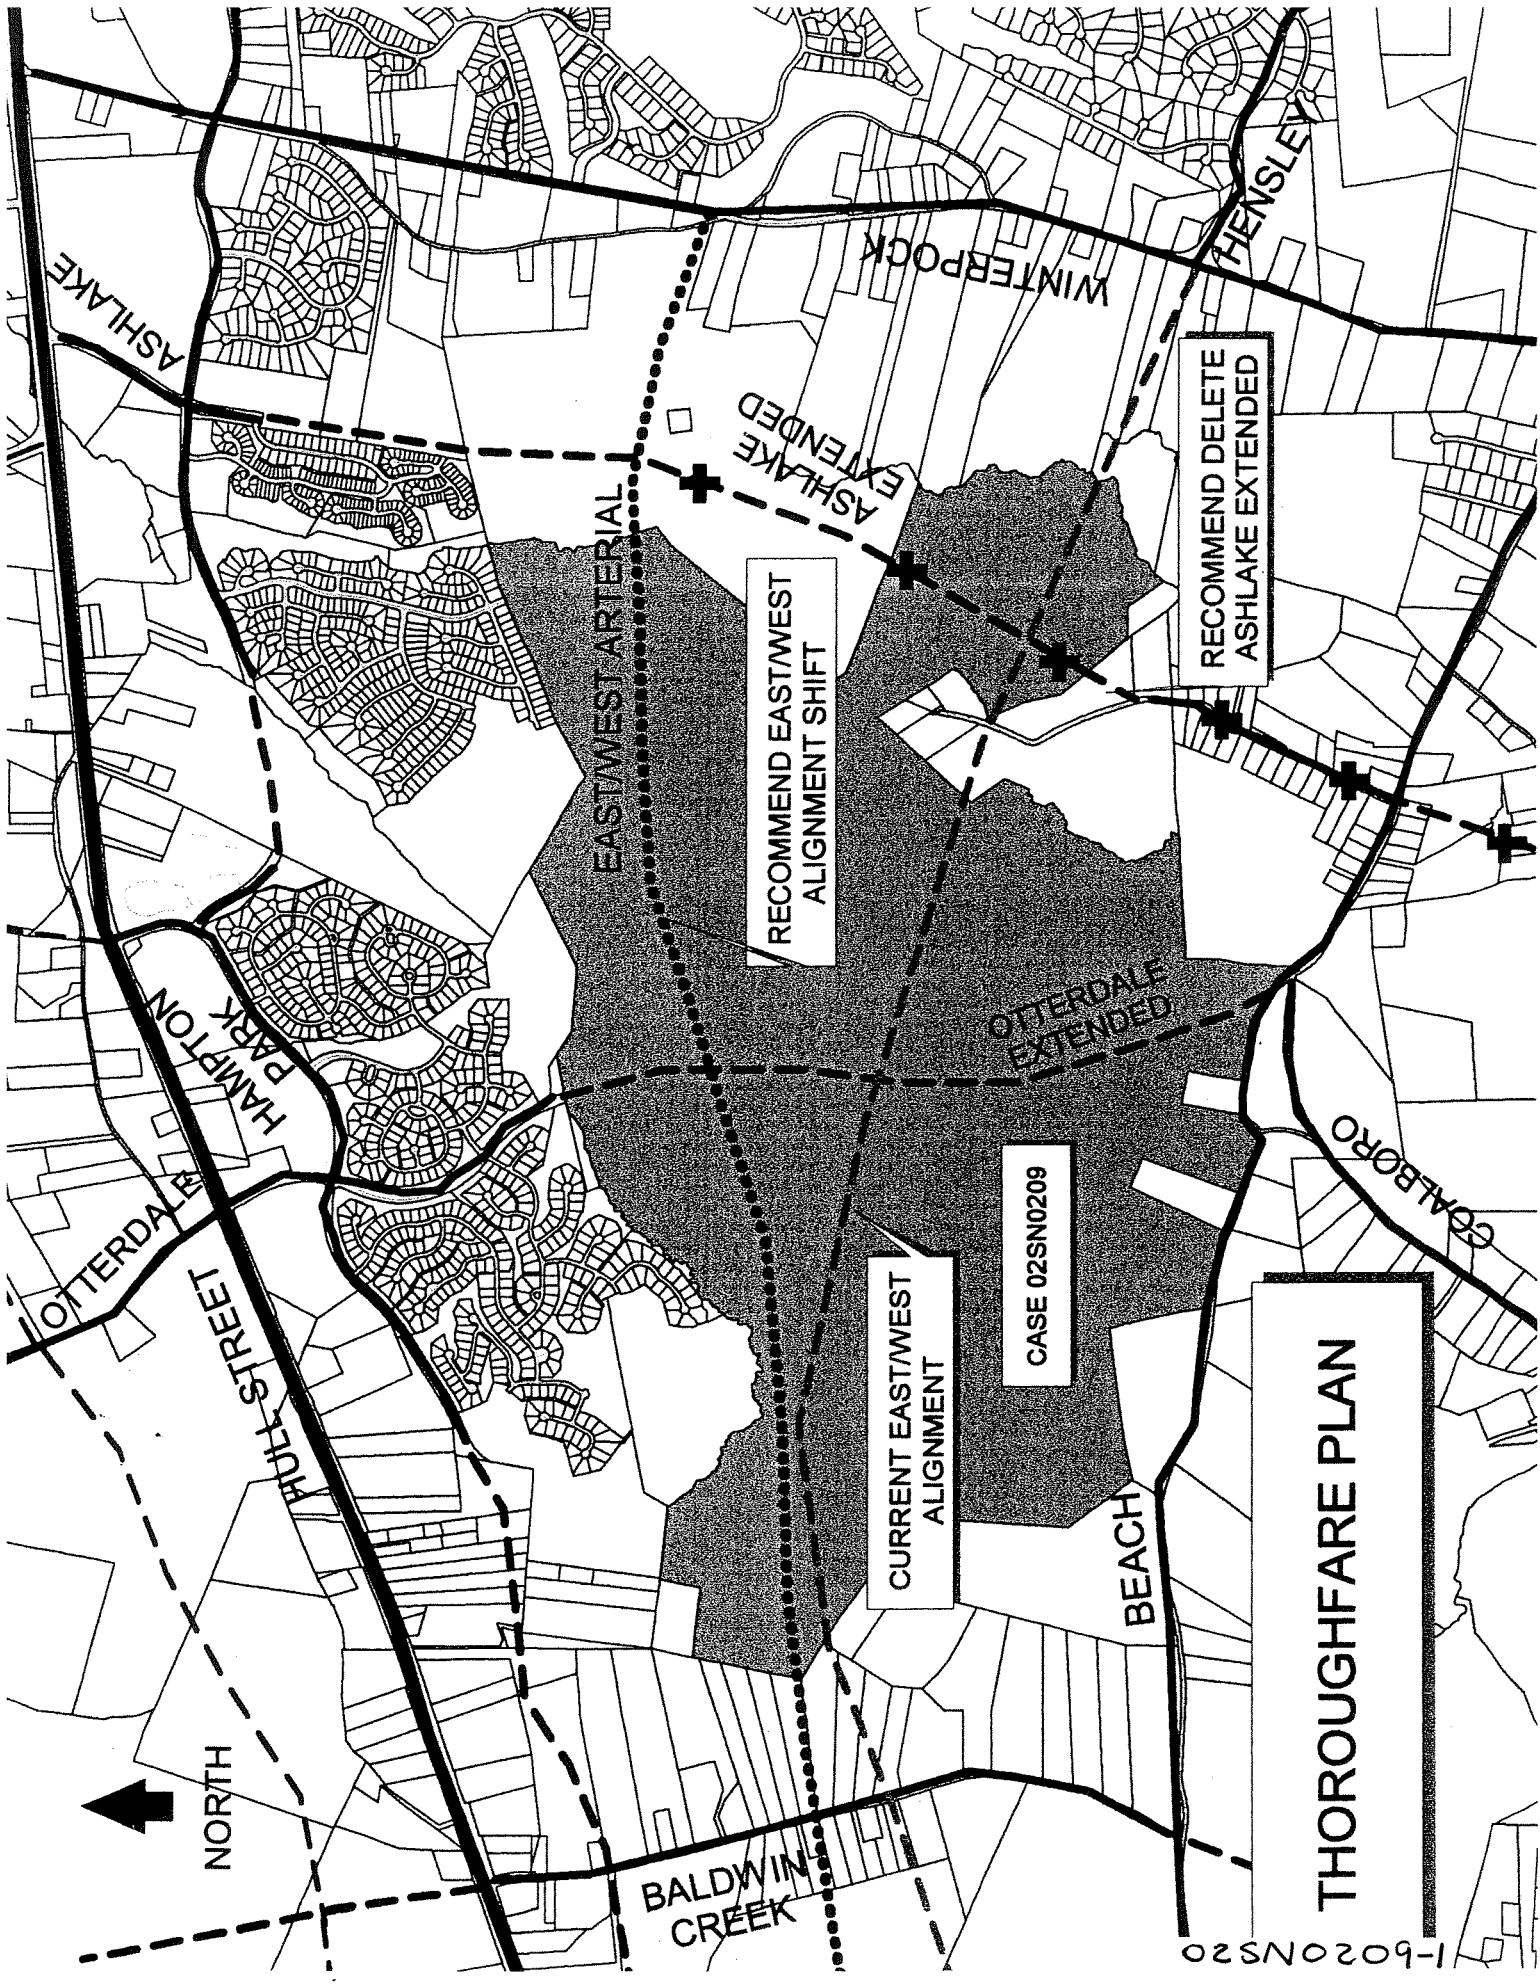 ASHLAKE
WINTERPOCK
T HENSLEY
ASHLAKE
EXTENDED
RECOMMEND DELETE
ASHLAKE EXTENDED
EAST/WEST ARTERIAL
RECOMMEND EAST/WEST
ALIGNMENT SHIFT
HAMPTON
PARK
OTTERDALE
EXTENDED
OTTERDALE
HULL STREET
COALBORO
CASE 02SN0209
CURRENT EAST/WEST
ALIGNMENT
BEACH
NORTH
BALDWIN
CREEK
THOROUGHFARE PLAN
02SN0209-1